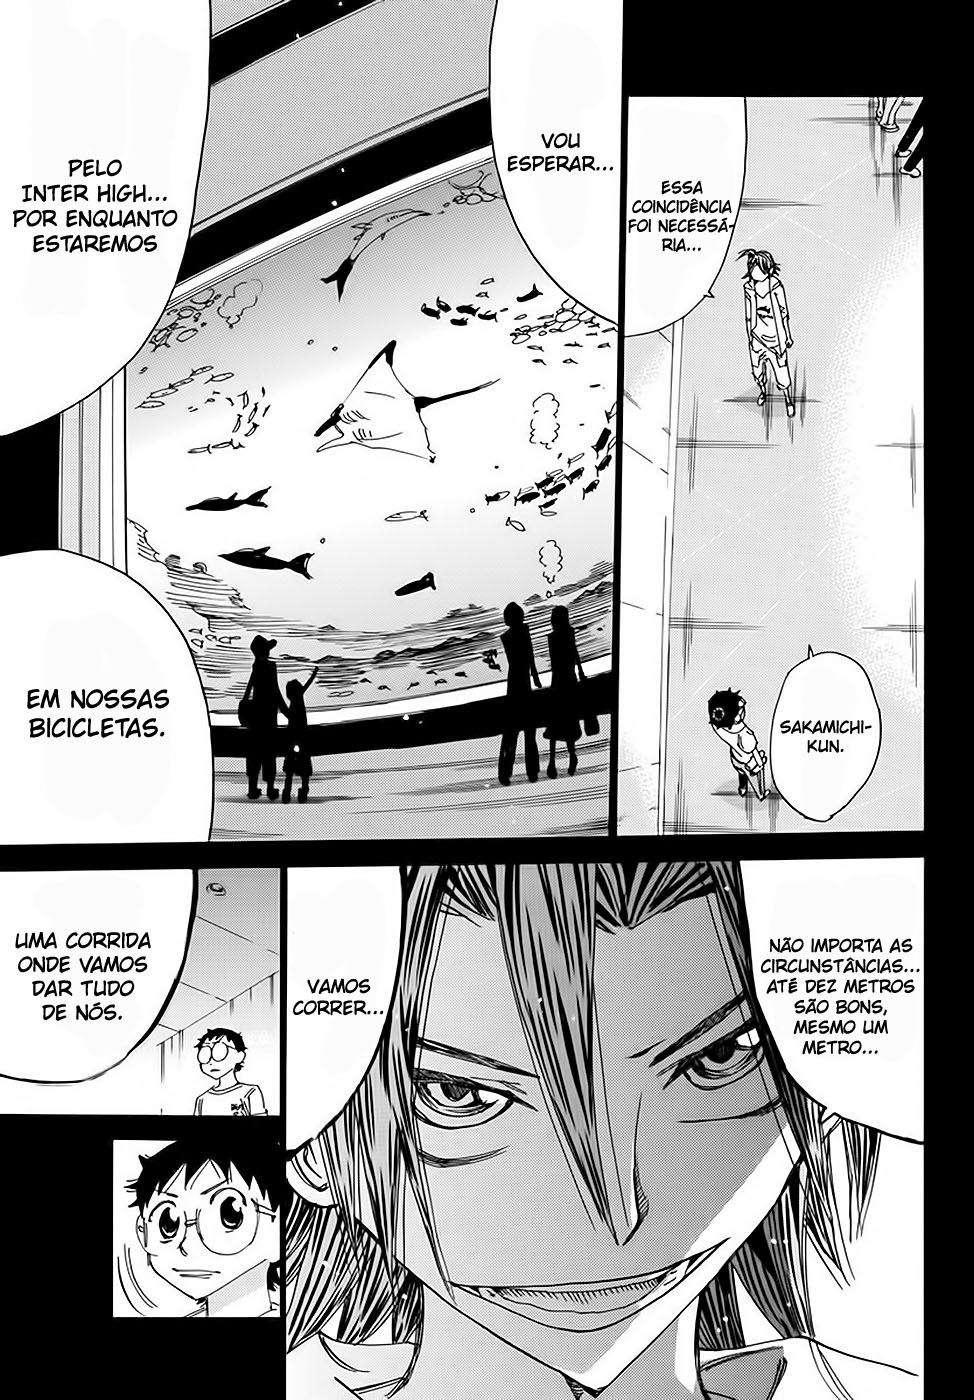 ESSA
COINCIDÊNCIA
FOI NECESSÁ-
RIA...
SAKAMICHI-
KUN.
VOU
ESPERAR...
PELO
INTER HIGH...
POR ENQUANTO
ESTAREMOS
EM NOSSAS
BICICLETAS.
NÃO IMPORTA AS
CIRCUNSTÂNCIAS...
ATÉ DEZ METROS
SÃO BONS,
MESMO UM
METRO...
VAMOS
CORRER...
UMA CORRIDA
ONDE VAMOS
DAR TUDO
DE NÓS.